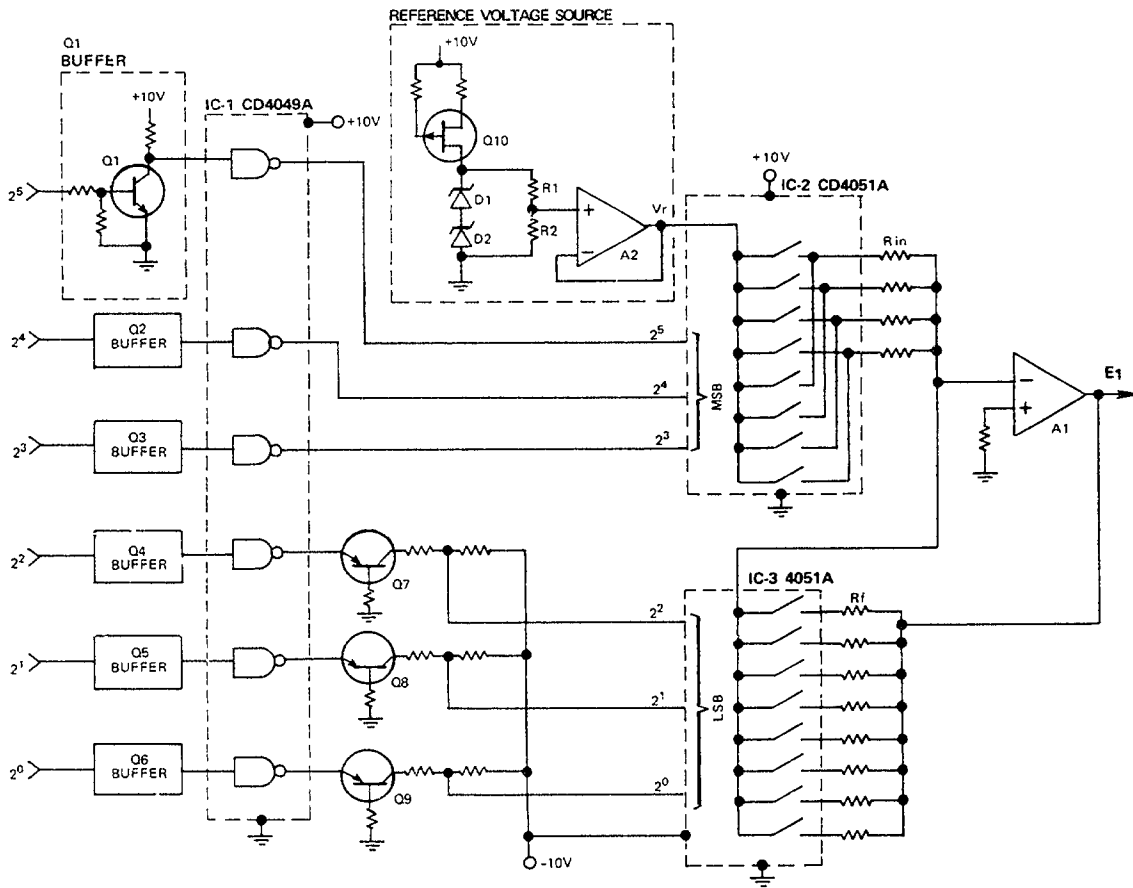 REFERENCE VOLTAGE SOURCE
Q1
BUFFER
+10V
+10V
IC-1 CD4049A
+10V
Q1
Q10
2⁵
D1
R1
D2
R2
+
−
A2
Vr
+10V
IC-2 CD4051A
Rin
2⁴
Q2
BUFFER
2⁵
2⁴
MSB
2³
Q3
BUFFER
2³
−
+
A1
E1
2²
Q4
BUFFER
Q7
IC-3 4051A
Rf
2²
2¹
Q5
BUFFER
Q8
2¹
LSB
2⁰
Q6
BUFFER
Q9
2⁰
-10V